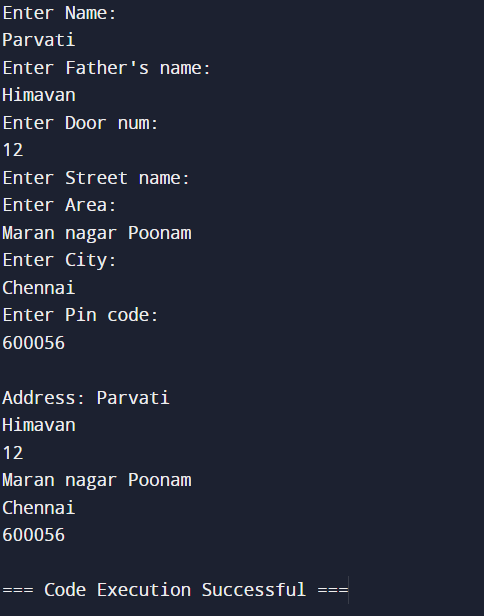 Enter Name:
Parvati
Enter Father's name:
Himavan
Enter Door num:
12
Enter Street name:
Enter Area:
Maran nagar Poonam
Enter City:
Chennai
Enter Pin code:
600056
Address: Parvati
Himavan
12
Maran nagar Poonam
Chennai
600056
=== Code Execution Successful ===